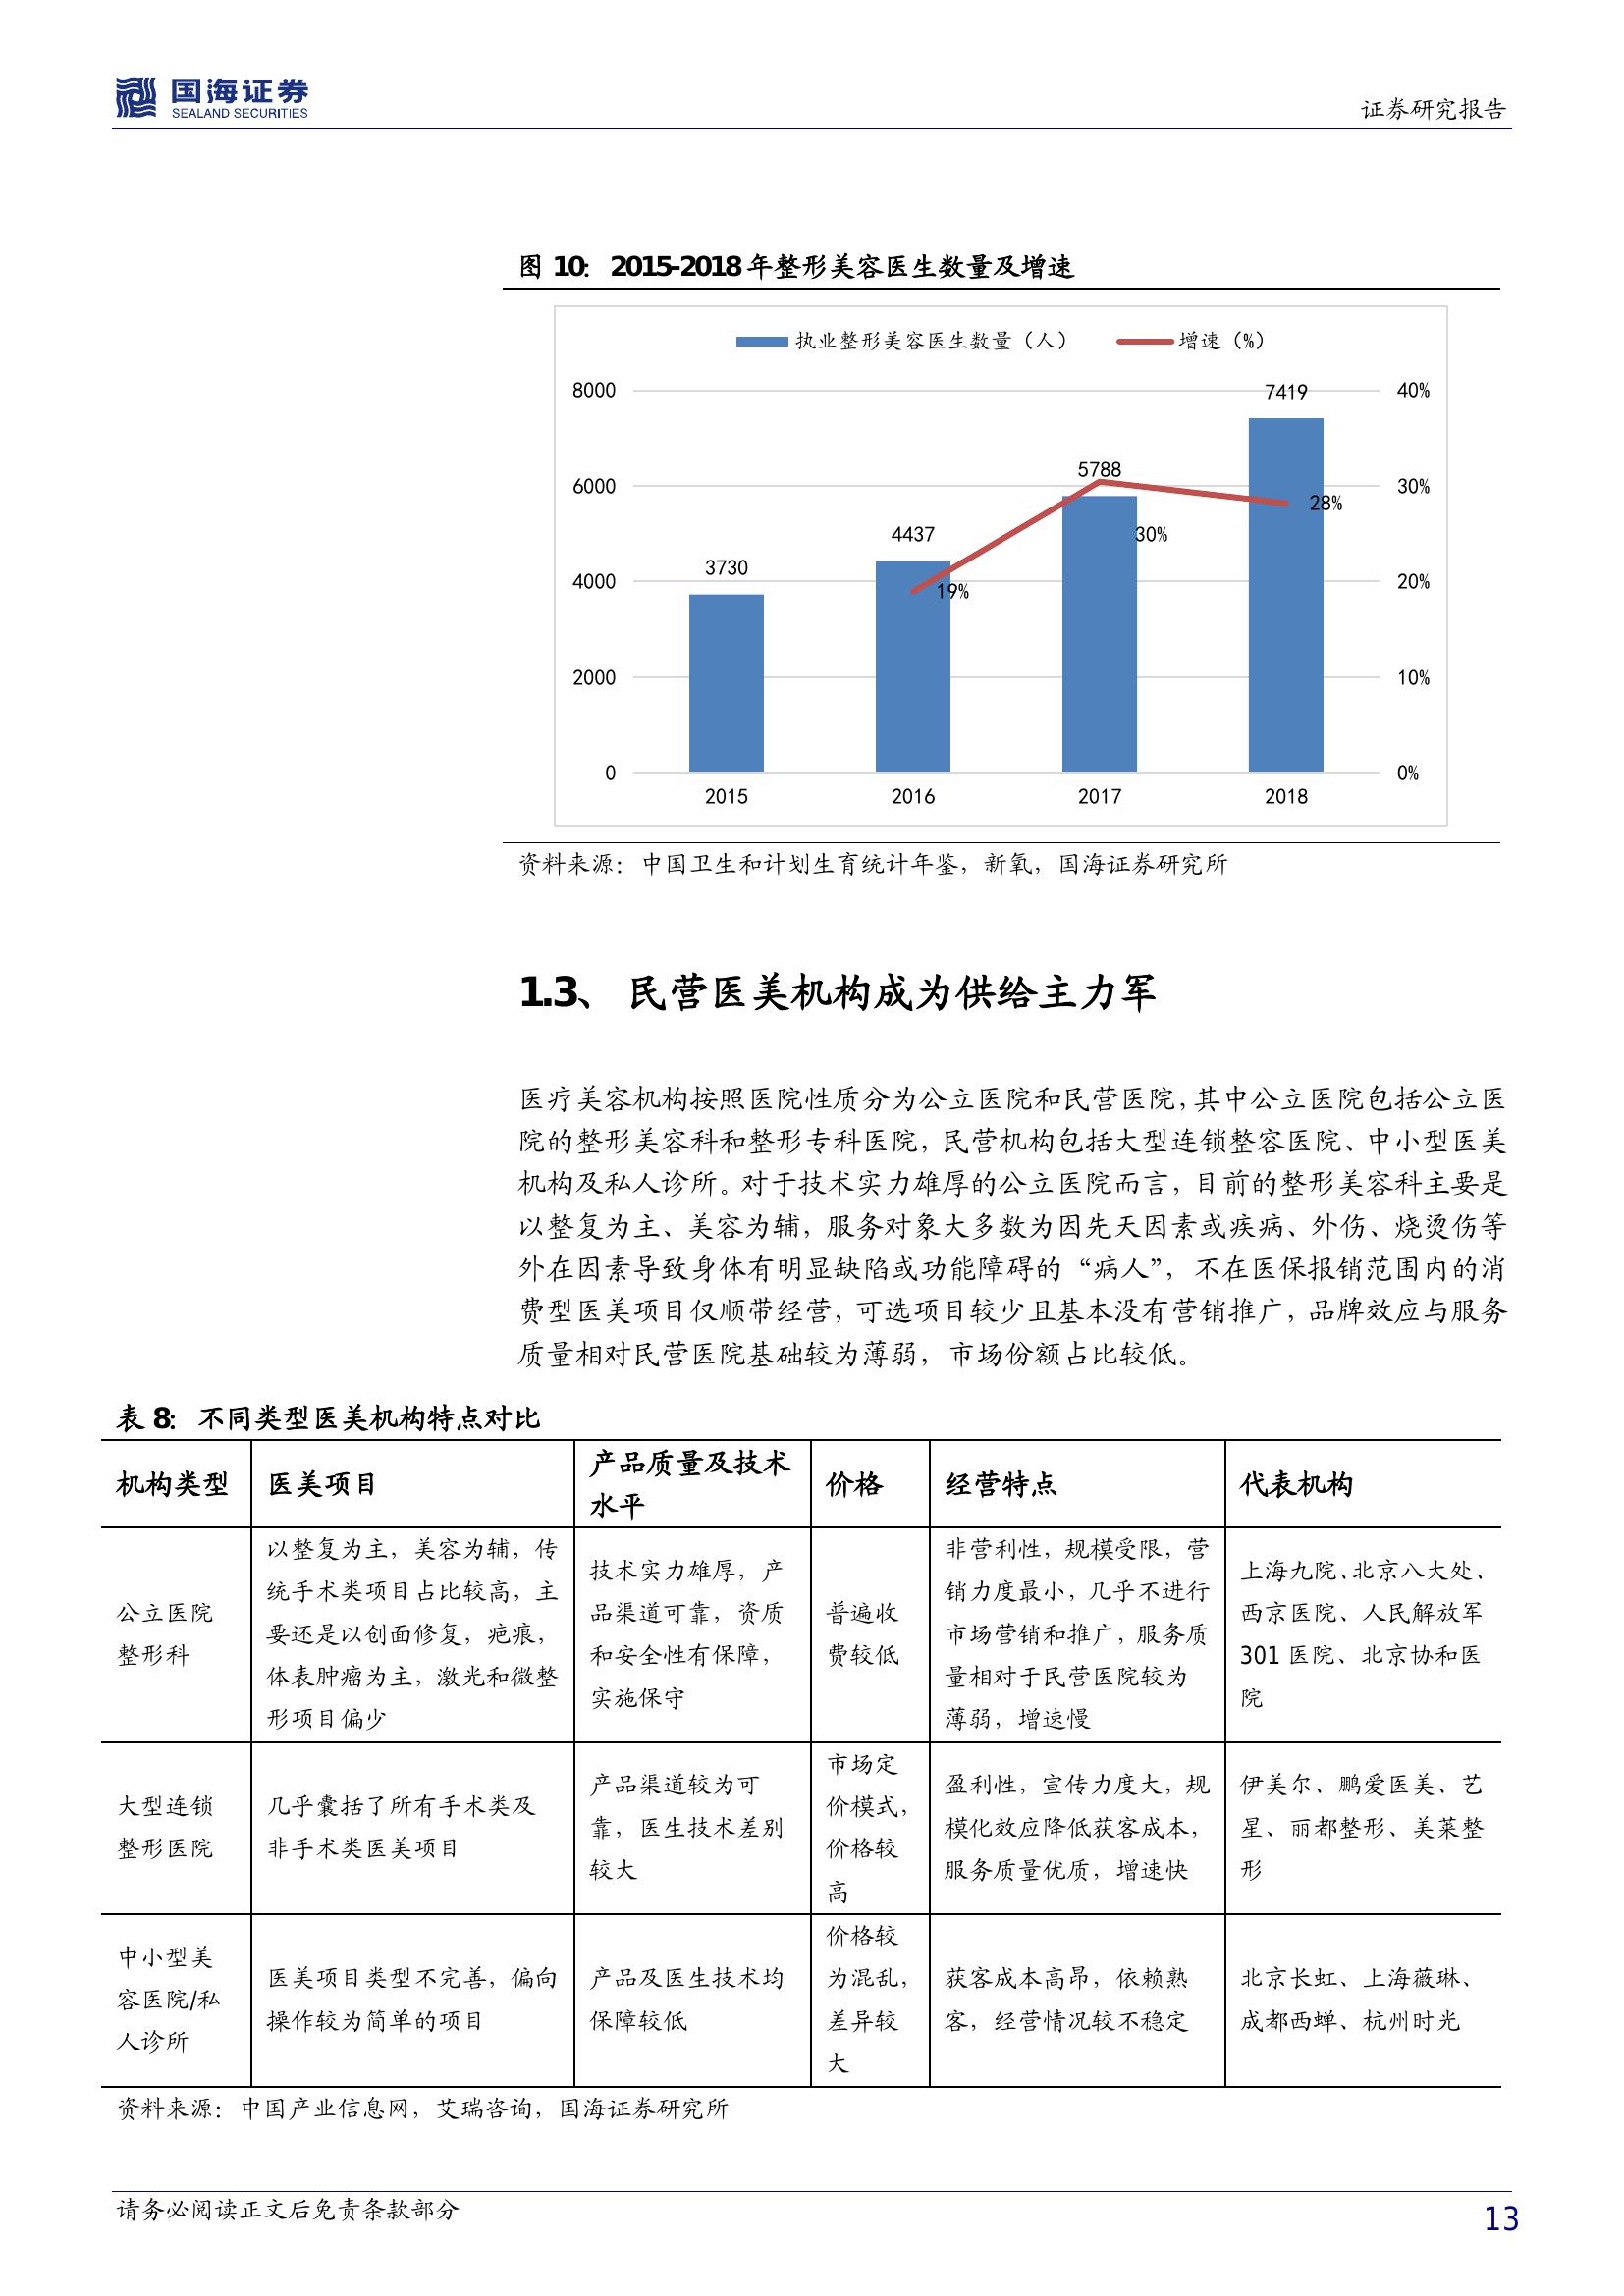 国海证券
SEALAND SECURITIES
证券研究报告
图 10: 2015-2018年整形美容医生数量及增速
执业整形美容医生数量（人） 增速（%）
8000
6000
4000
2000
0
40%
30%
20%
10%
0%
3730
4437
5788
7419
19%
30%
28%
2015 2016 2017 2018
资料来源：中国卫生和计划生育统计年鉴，新氧，国海证券研究所
1.3、 民营医美机构成为供给主力军
医疗美容机构按照医院性质分为公立医院和民营医院，其中公立医院包括公立医
院的整形美容科和整形专科医院，民营机构包括大型连锁整容医院、中小型医美
机构及私人诊所。对于技术实力雄厚的公立医院而言，目前的整形美容科主要是
以整复为主、美容为辅，服务对象大多数为因先天因素或疾病、外伤、烧烫伤等
外在因素导致身体有明显缺陷或功能障碍的“病人”，不在医保报销范围内的消
费型医美项目仅顺带经营，可选项目较少且基本没有营销推广，品牌效应与服务
质量相对民营医院基础较为薄弱，市场份额占比较低。
表 8: 不同类型医美机构特点对比
机构类型
医美项目
产品质量及技术
水平
价格
经营特点
代表机构
公立医院
整形科
以整复为主，美容为辅，传
统手术类项目占比较高，主
要还是以创面修复，疤痕，
体表肿瘤为主，激光和微整
形项目偏少
技术实力雄厚，产
品渠道可靠，资质
和安全性有保障，
实施保守
普遍收
费较低
非营利性，规模受限，营
销力度最小，几乎不进行
市场营销和推广，服务质
量相对于民营医院较为
薄弱，增速慢
上海九院、北京八大处、
西京医院、人民解放军
301 医院、北京协和医
院
大型连锁
整形医院
几乎囊括了所有手术类及
非手术类医美项目
产品渠道较为可
靠，医生技术差别
较大
市场定
价模式，
价格较
高
盈利性，宣传力度大，规
模化效应降低获客成本，
服务质量优质，增速快
伊美尔、鹏爱医美、艺
星、丽都整形、美莱整
形
中小型美
容医院/私
人诊所
医美项目类型不完善，偏向
操作较为简单的项目
产品及医生技术均
保障较低
价格较
为混乱，
差异较
大
获客成本高昂，依赖熟
客，经营情况较不稳定
北京长虹、上海薇琳、
成都西蝉、杭州时光
资料来源：中国产业信息网，艾瑞咨询，国海证券研究所
请务必阅读正文后免责条款部分
13